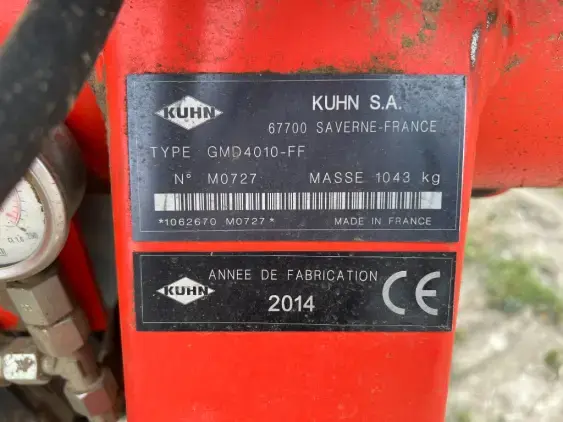 KUHN
KUHN S.A.
67700 SAVERNE-FRANCE
TYPE GMD4010-FF
N° M0727 MASSE 1043 kg
*1062670 M0727* MADE IN FRANCE
KUHN
ANNEE DE FABRICATION
2014
CE